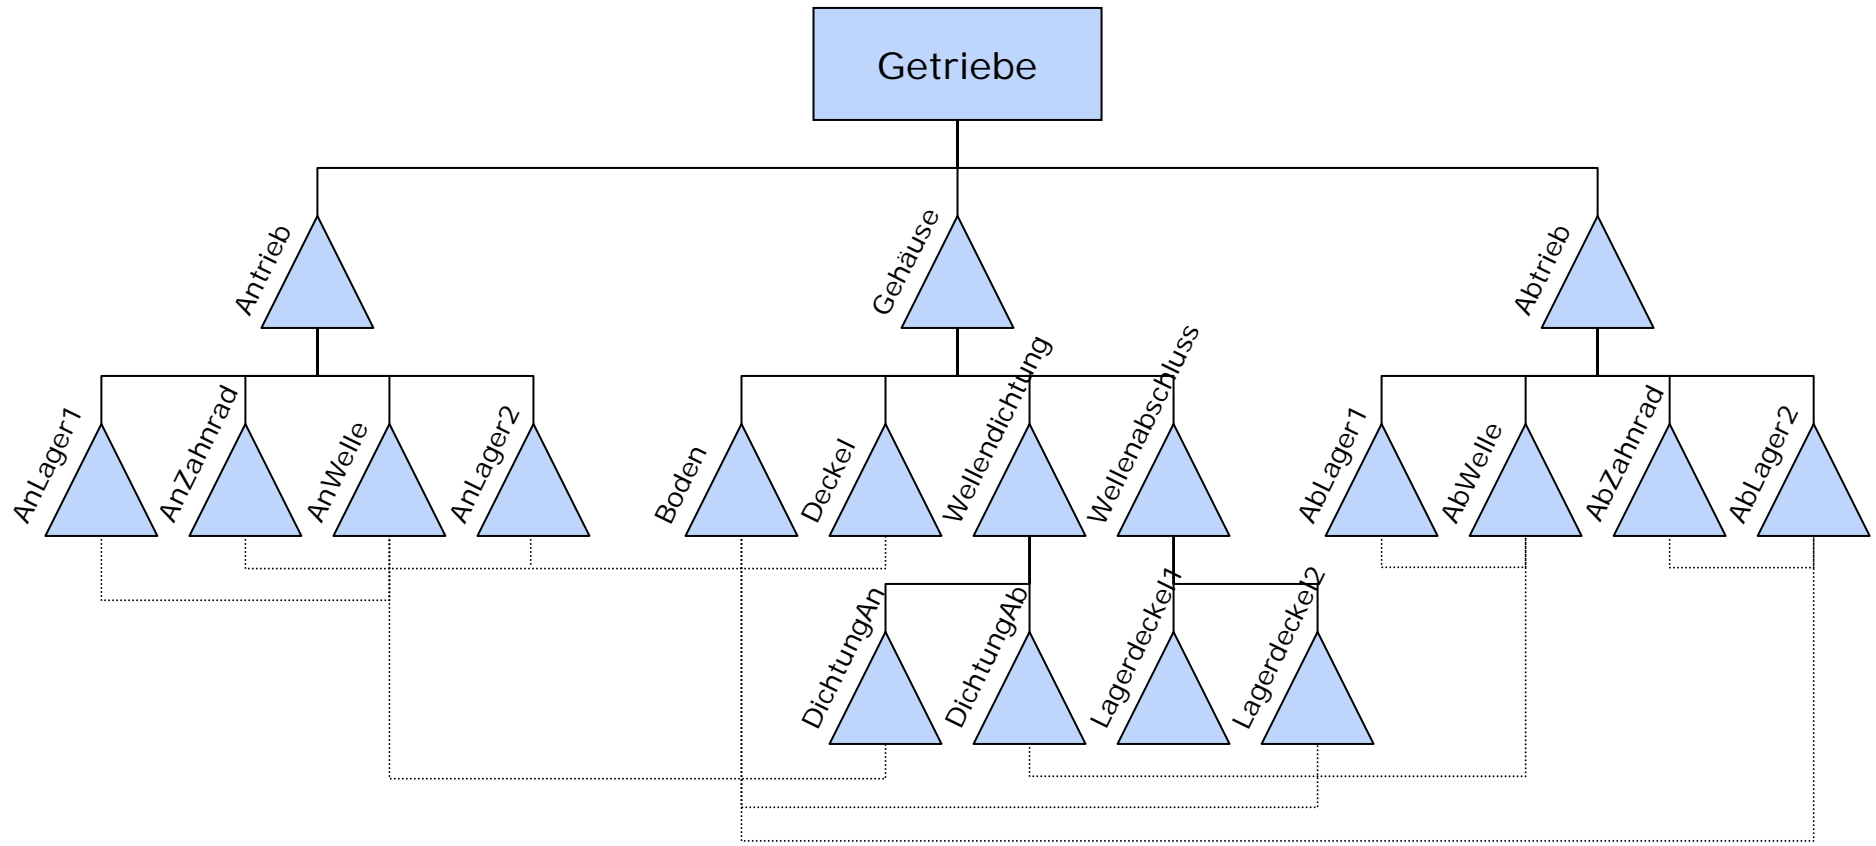 Getriebe
Antrieb
Gehäuse
Abtrieb
AnLager1
AnZahnrad
AnWelle
AnLager2
Boden
Deckel
Wellendichtung
Wellenabschluss
AbLager1
AbWelle
AbZahnrad
AbLager2
DichtungAn
DichtungAb
Lagerdeckel1
Lagerdeckel2